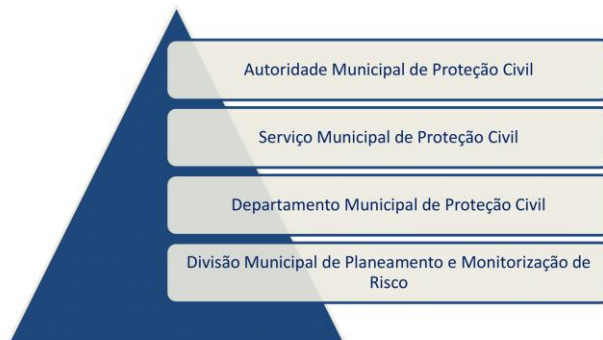 Autoridade Municipal de Proteção Civil
Serviço Municipal de Proteção Civil
Departamento Municipal de Proteção Civil
Divisão Municipal de Planeamento e Monitorização de
Risco